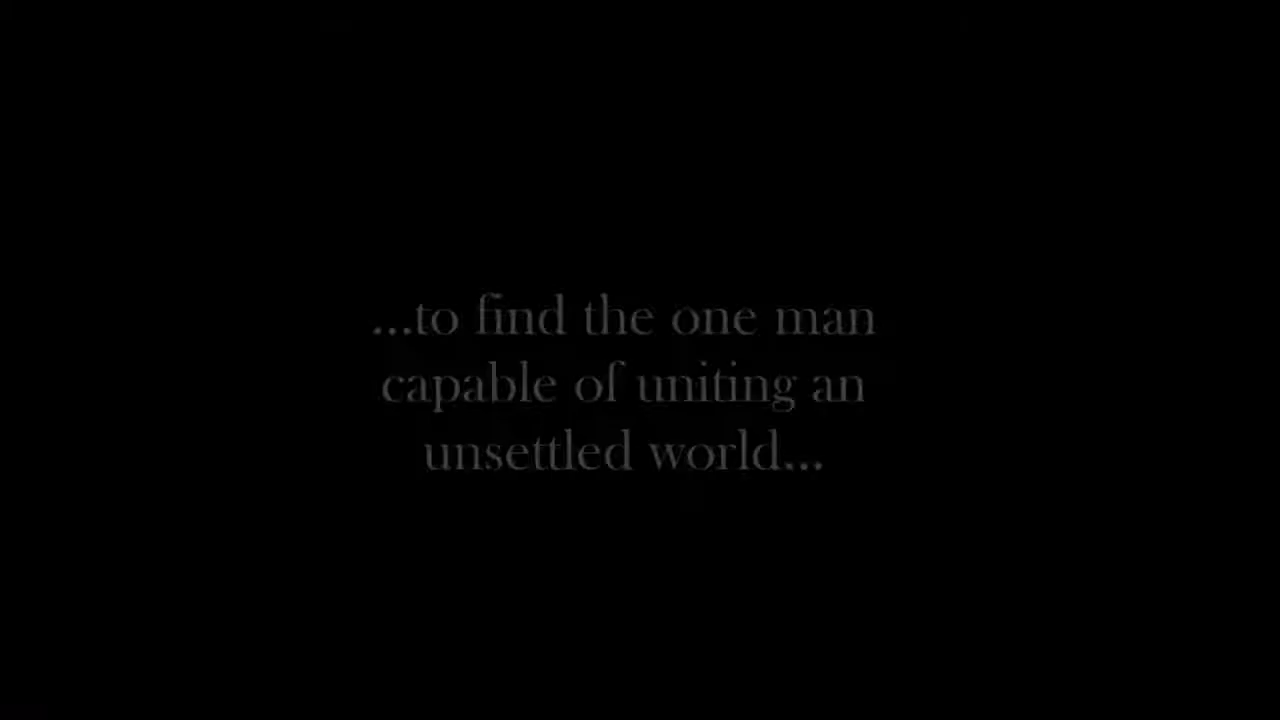 ...to find the one man
capable of uniting an
unsettled world...